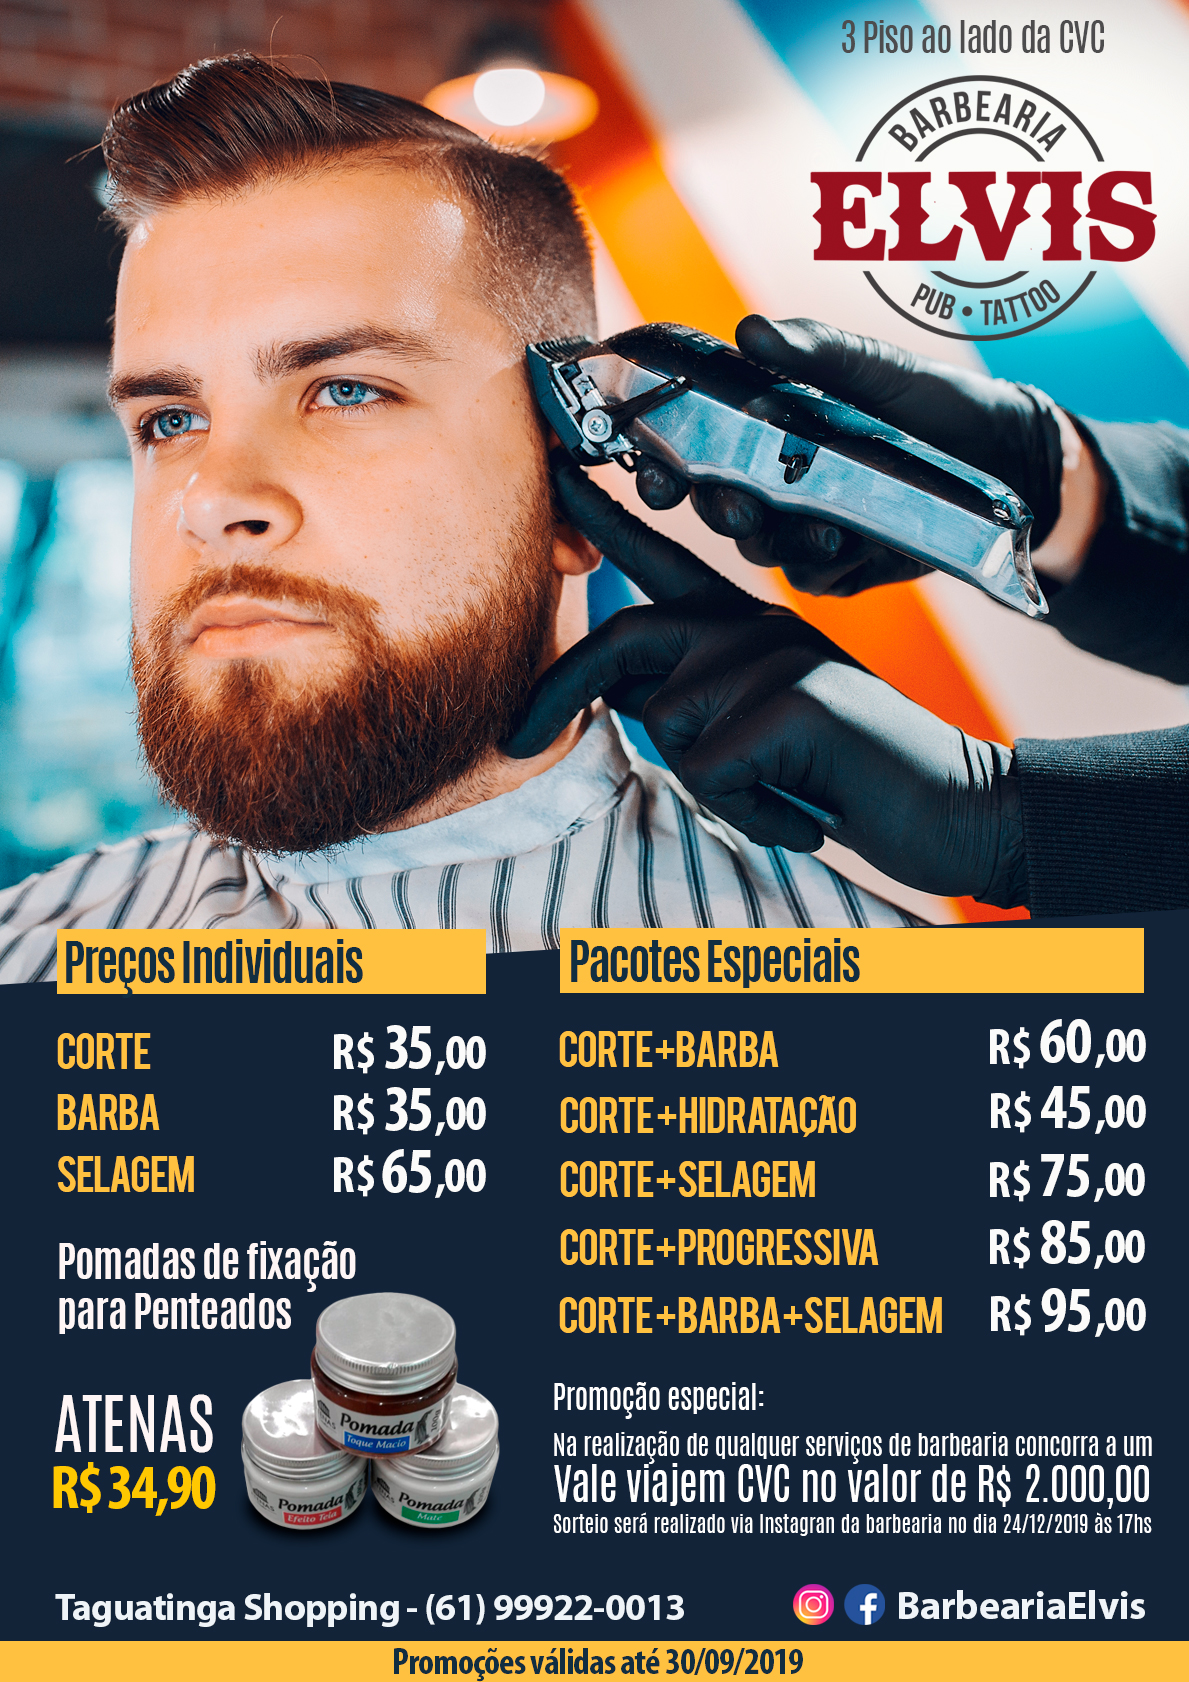 3 Piso ao lado da CVC
BARBEARIA
ELVIS
PUB • TATTOO
Preços Individuais
CORTE R$ 35,00
BARBA R$ 35,00
SELAGEM R$ 65,00
Pomadas de fixação
para Penteados
ATENAS
R$ 34,90
Pomada
Toque Macio
Pomada
Efeito Teia
Pomada
Mate
Pacotes Especiais
CORTE+BARBA R$ 60,00
CORTE+HIDRATAÇÃO R$ 45,00
CORTE+SELAGEM R$ 75,00
CORTE+PROGRESSIVA R$ 85,00
CORTE+BARBA+SELAGEM R$ 95,00
Promoção especial:
Na realização de qualquer serviços de barbearia concorra a um
Vale viajem CVC no valor de R$ 2.000,00
Sorteio será realizado via Instagran da barbearia no dia 24/12/2019 às 17hs
Taguatinga Shopping - (61) 99922-0013
BarbeariaElvis
Promoções válidas até 30/09/2019